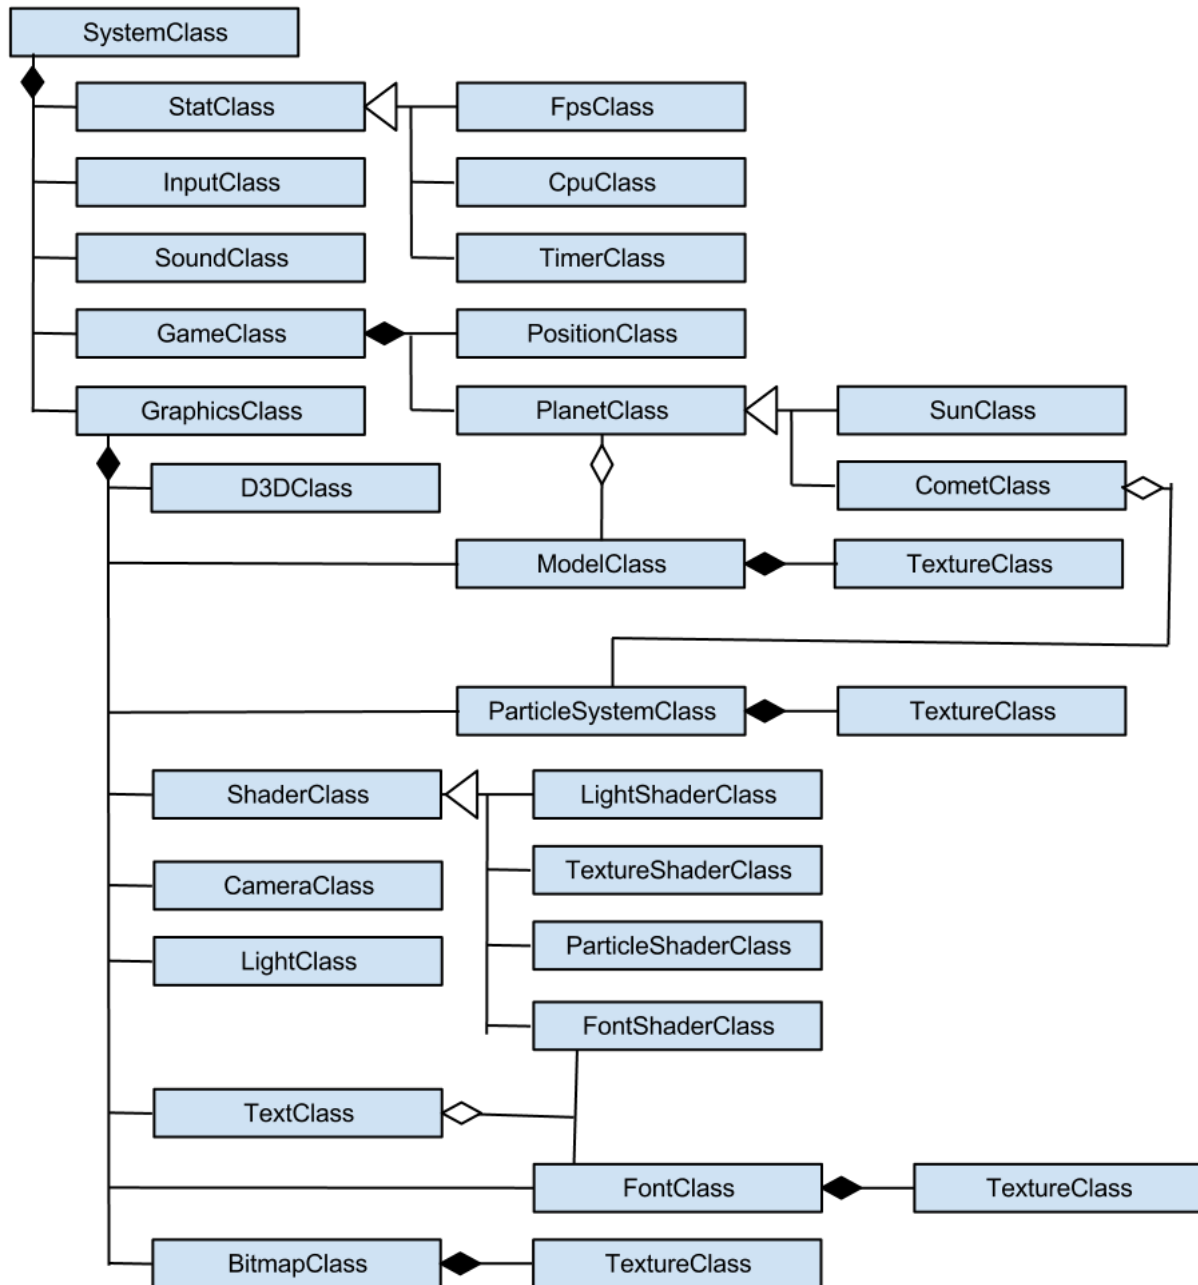 SystemClass
StatClass
FpsClass
InputClass
CpuClass
SoundClass
TimerClass
GameClass
PositionClass
GraphicsClass
PlanetClass
SunClass
D3DClass
CometClass
ModelClass
TextureClass
ParticleSystemClass
TextureClass
ShaderClass
LightShaderClass
TextureShaderClass
CameraClass
ParticleShaderClass
LightClass
FontShaderClass
TextClass
FontClass
TextureClass
BitmapClass
TextureClass